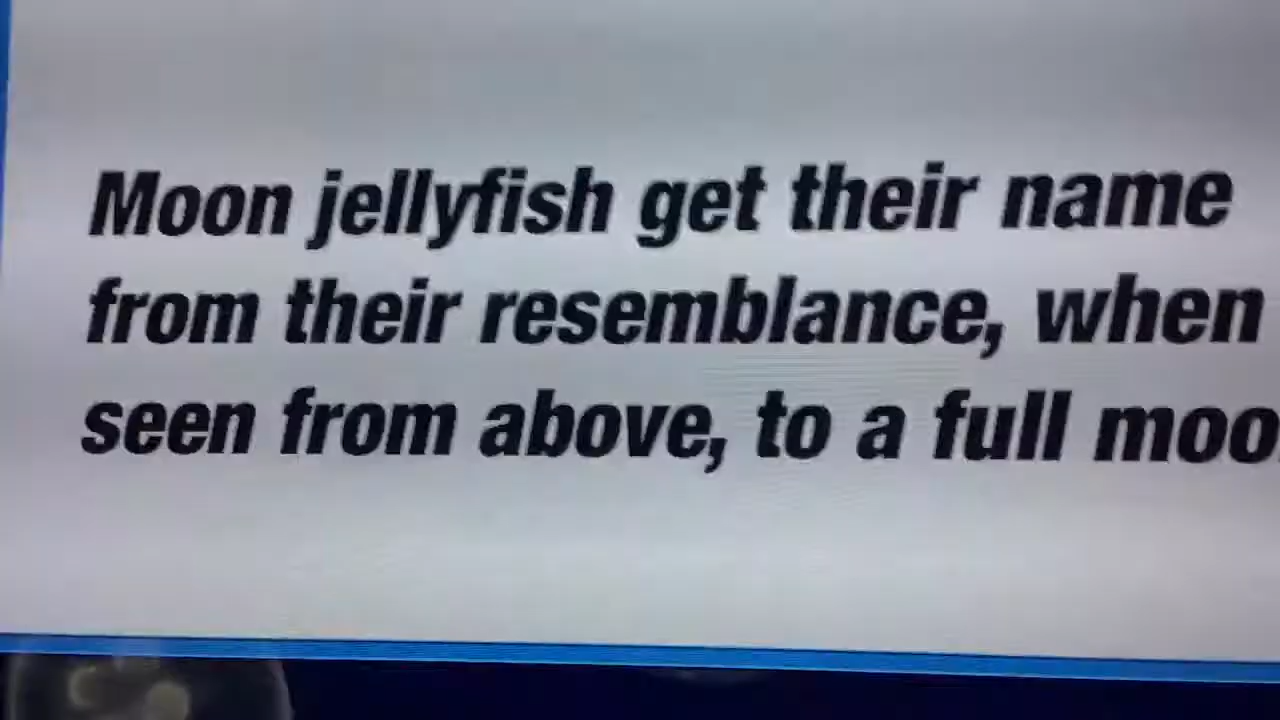 Moon jellyfish get their name
from their resemblance, when
seen from above, to a full moo